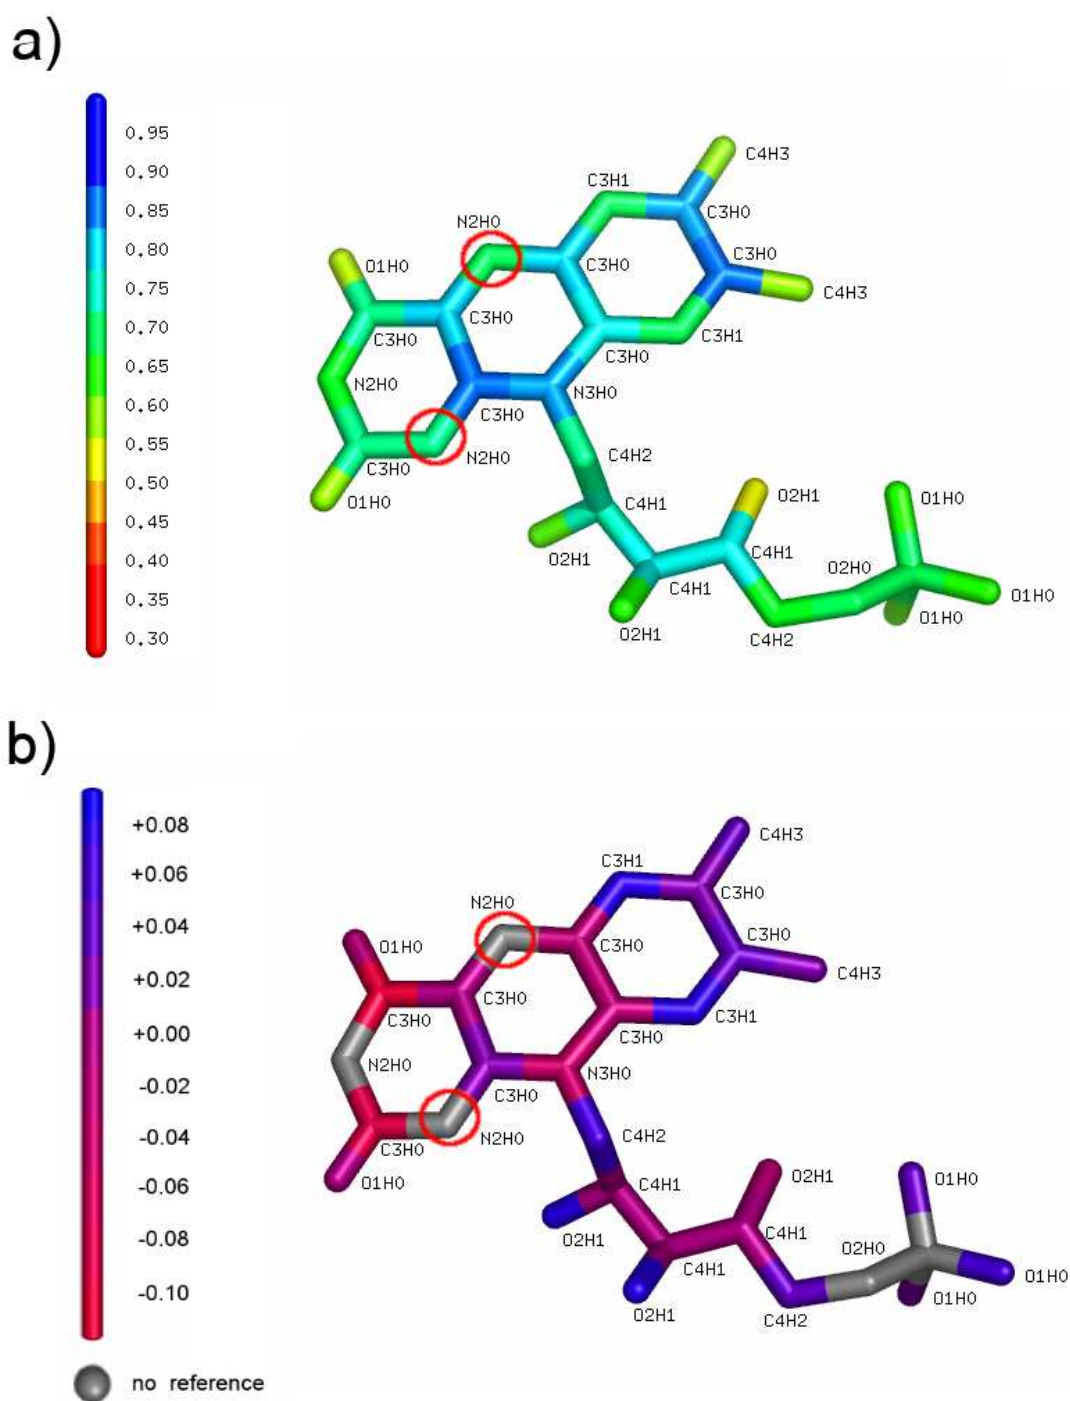 a)
0.95
0.90
0.85
0.80
0.75
0.70
0.65
0.60
0.55
0.50
0.45
0.40
0.35
0.30
C4H3
C3H1
C3H0
N2H0
C3H0
C3H0
O1H0
C4H3
C3H0
C3H0
C3H1
C3H0
N2H0
N3H0
C3H0
C3H0
N2H0
C4H2
O1H0
C4H1
O2H1
O1H0
O2H1
C4H1
O2H0
C4H1
O1H0
O1H0
O2H1
C4H2
b)
+0.08
+0.06
+0.04
+0.02
+0.00
-0.02
-0.04
-0.06
-0.08
-0.10
no reference
C4H3
C3H1
C3H0
N2H0
C3H0
C3H0
O1H0
C4H3
C3H0
C3H0
C3H1
C3H0
N2H0
N3H0
C3H0
C3H0
N2H0
C4H2
O1H0
C4H1
O2H1
O1H0
O2H1
C4H1
O2H0
C4H1
O1H0
O1H0
O2H1
C4H2